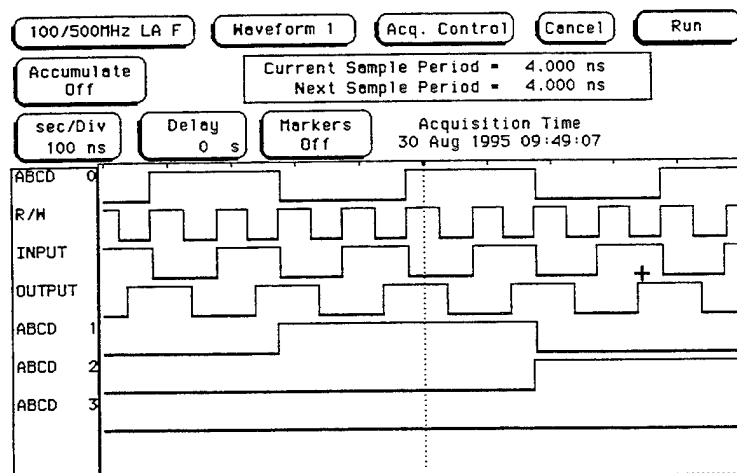 100/500MHz LA F Waveform 1 Acq. Control Cancel Run
Accumulate
Off
Current Sample Period = 4.000 ns
Next Sample Period = 4.000 ns
sec/Div
100 ns
Delay
0 s
Markers
Off
Acquisition Time
30 Aug 1995 09:49:07
ABCD 0
R/W
INPUT
OUTPUT
ABCD 1
ABCD 2
ABCD 3